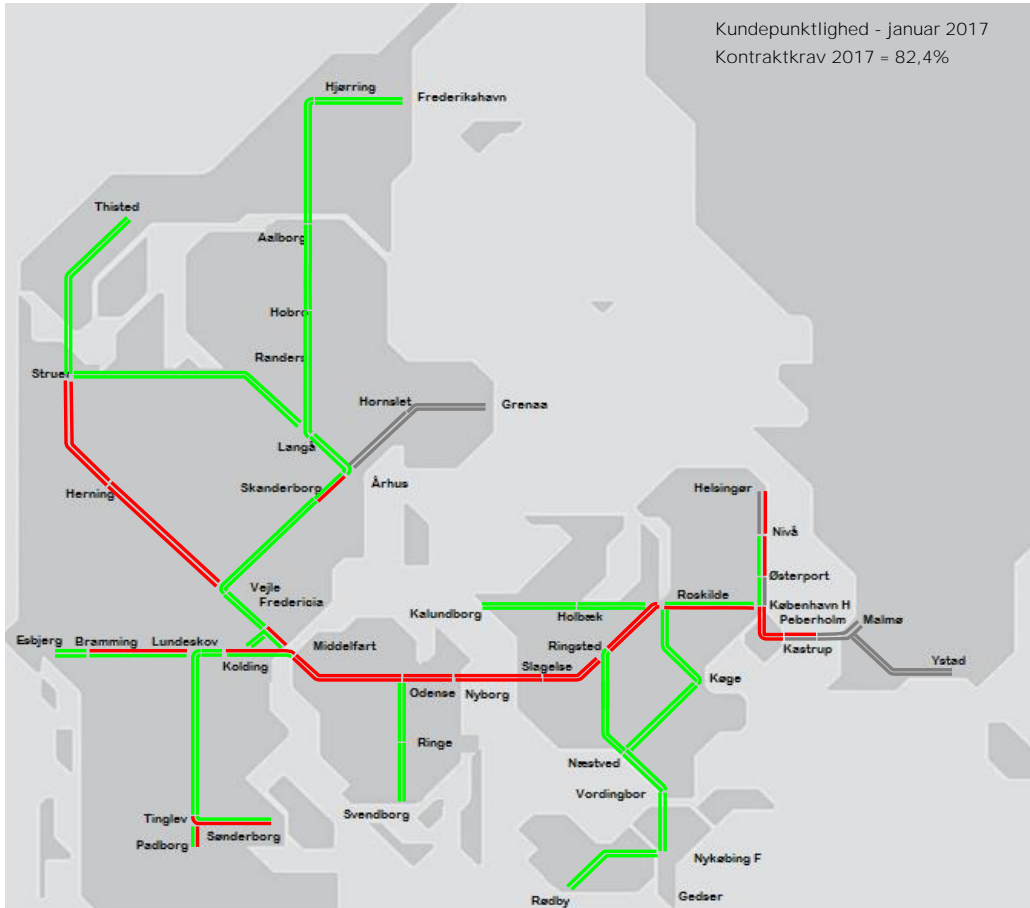 Kundepunktlighed - januar 2017
Kontraktkrav 2017 = 82,4%
Hjørring
Frederikshavn
Thisted
Aalborg
Hobro
Randers
Struer
Hornslet
Grenaa
Langå
Århus
Skanderborg
Herning
Helsingør
Nivå
Østerport
Vejle
Fredericia
Roskilde
København H
Kalundborg
Holbæk
Peberholm
Malmø
Esbjerg
Bramming
Lundeskov
Middelfart
Ringsted
Kastrup
Kolding
Slagelse
Ystad
Køge
Odense
Nyborg
Ringe
Næstved
Vordingbor
Svendborg
Tinglev
Sønderborg
Padborg
Nykøbing F
Rødby
Gedser